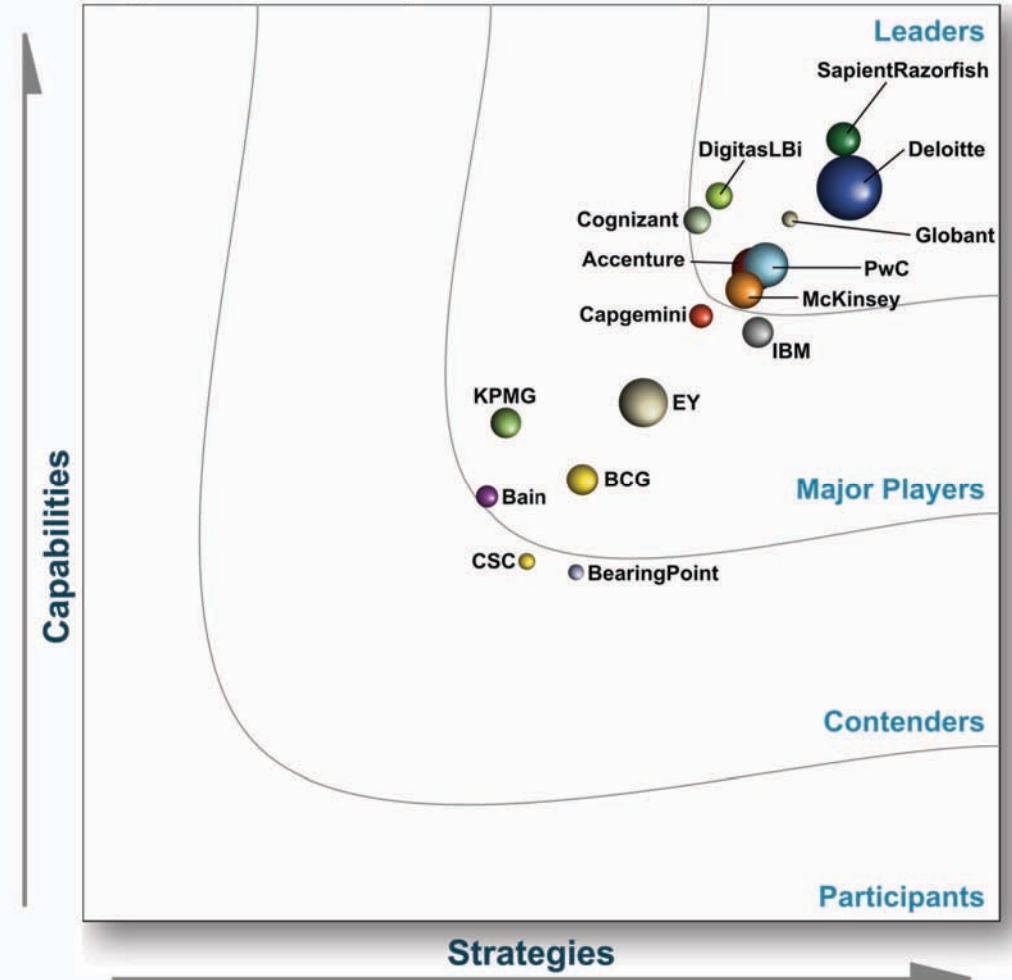 Leaders
SapientRazorfish
DigitasLBi
Deloitte
Cognizant
Globant
Accenture
PwC
McKinsey
Capgemini
IBM
KPMG
EY
BCG
Major Players
Bain
CSC
BearingPoint
Capabilities
Contenders
Participants
Strategies